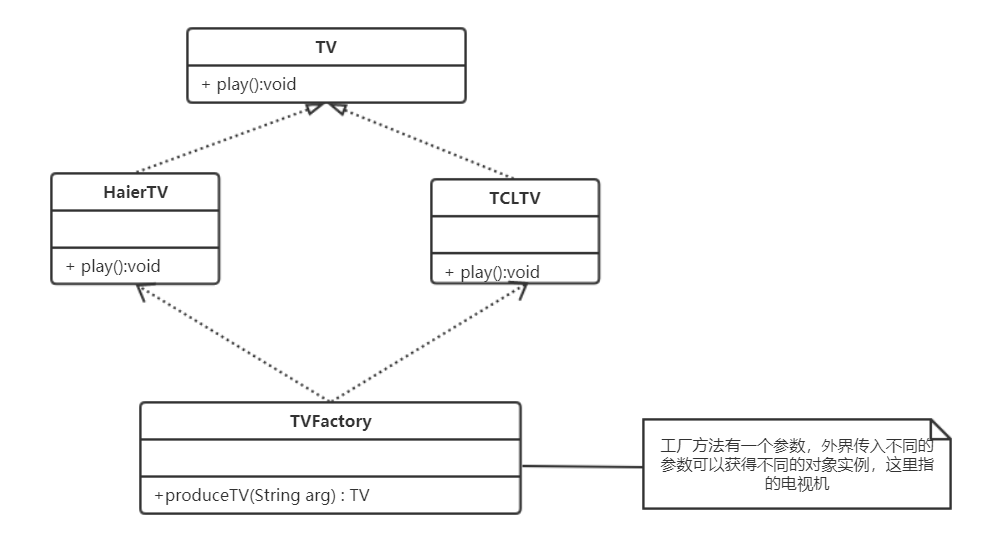 TV
+ play():void
HaierTV
+ play():void
TCLTV
+ play():void
TVFactory
+produceTV(String arg) : TV
工厂方法有一个参数，外界传入不同的
参数可以获得不同的对象实例，这里指
的电视机